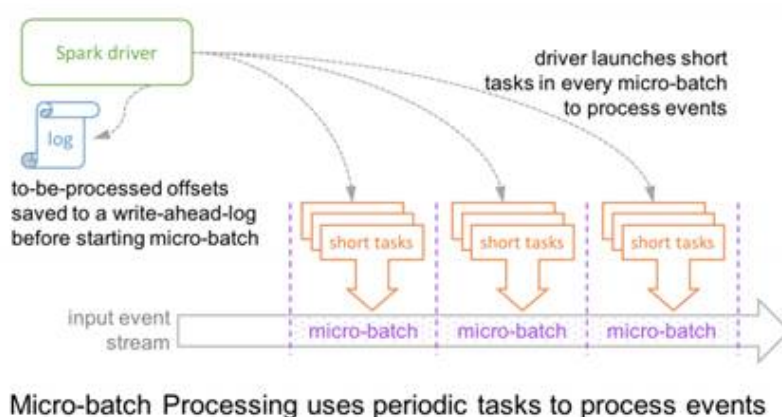 Spark driver
driver launches short
tasks in every micro-batch
to process events
log
to-be-processed offsets
saved to a write-ahead-log
before starting micro-batch
short tasks
short tasks
short tasks
input event
stream
micro-batch
micro-batch
micro-batch
Micro-batch Processing uses periodic tasks to process events